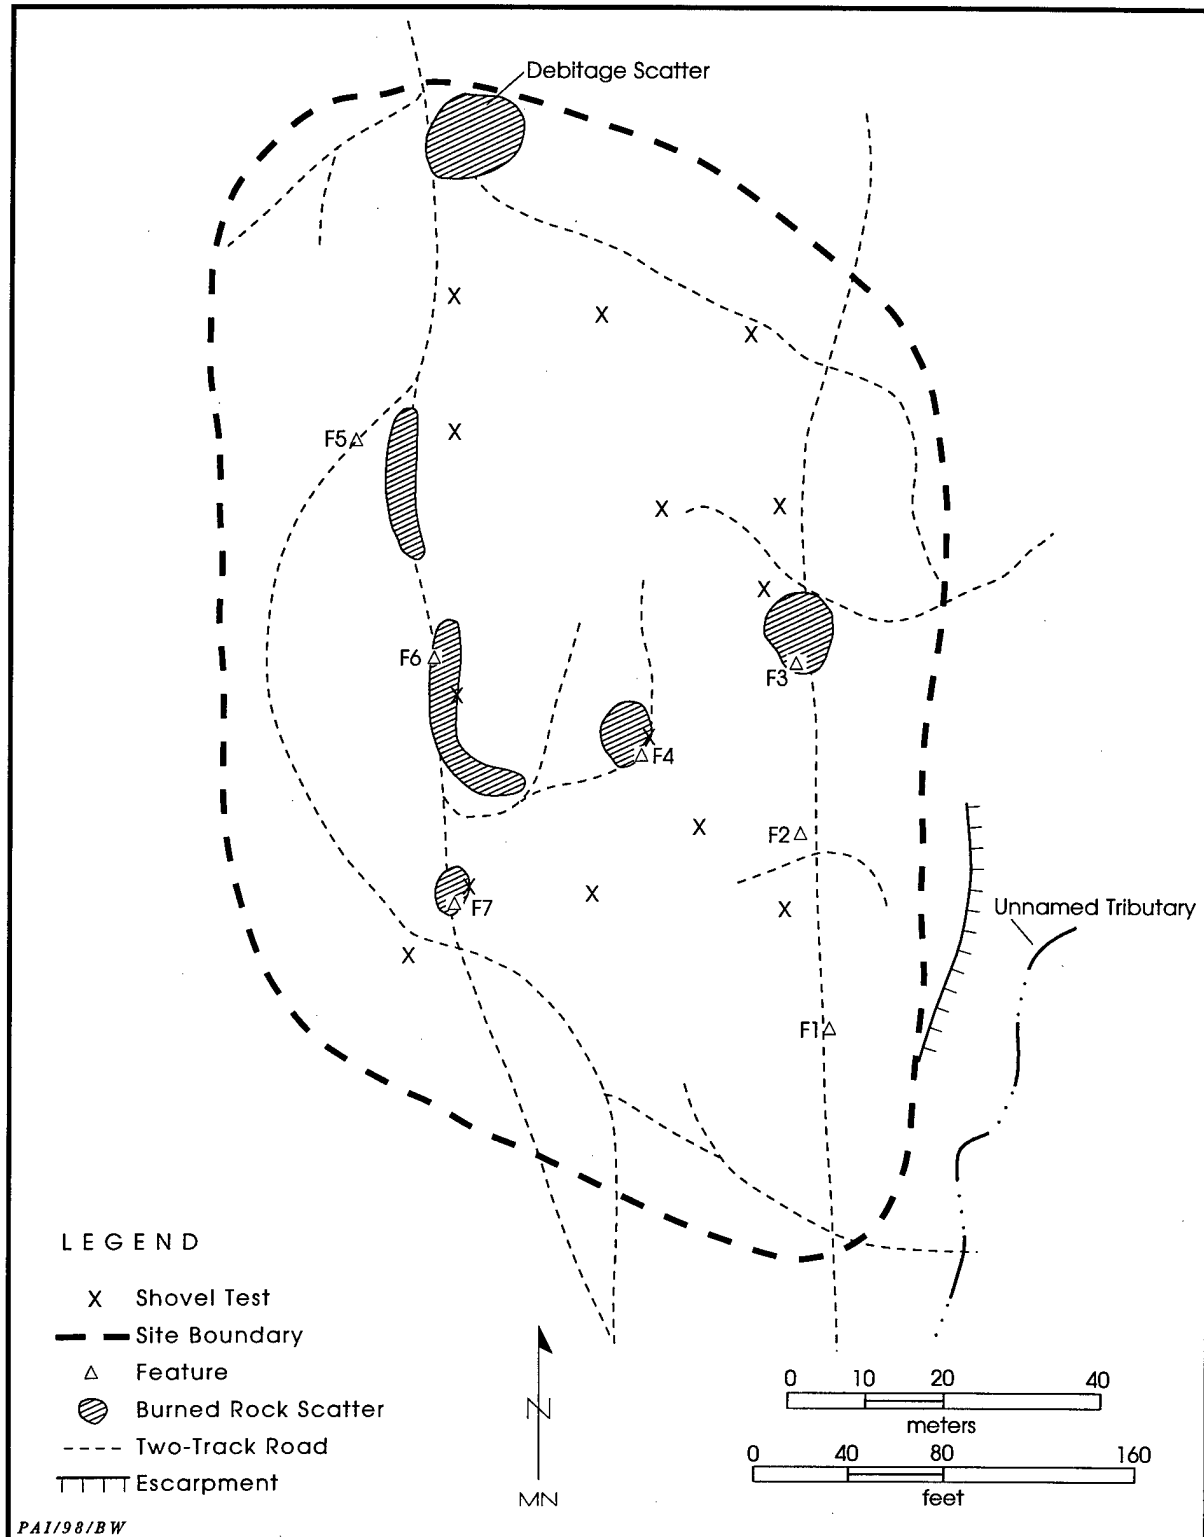 Debitage Scatter
X
X
X
F5
X
X
X
X
F6
F3
X
X
F4
X
F2
X
X
F7
X
X
Unnamed Tributary
F1
LEGEND
X Shovel Test
Site Boundary
Feature
Burned Rock Scatter
Two-Track Road
Escarpment
N
MN
0 10 20 40
meters
0 40 80 160
feet
PAI/98/BW